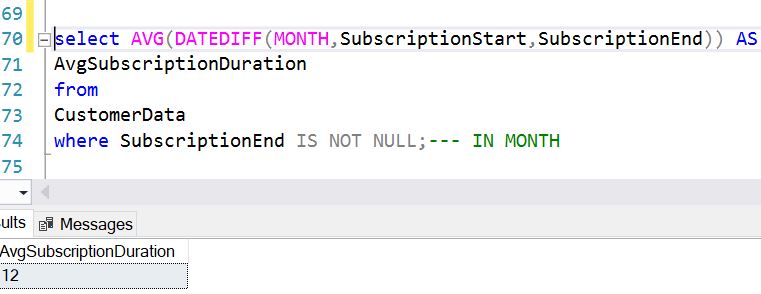 69
70 select AVG(DATEDIFF(MONTH,SubscriptionStart,SubscriptionEnd)) AS
71 AvgSubscriptionDuration
72 from
73 CustomerData
74 where SubscriptionEnd IS NOT NULL;--- IN MONTH
75
ults Messages
AvgSubscriptionDuration
12